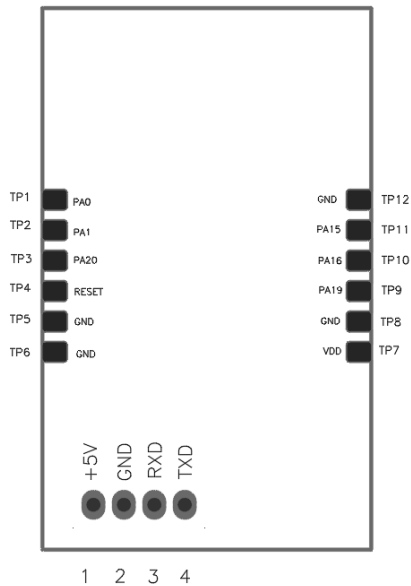 TP1 PA0 GND TP12
TP2 PA1 PA15 TP11
TP3 PA20 PA16 TP10
TP4 RESET PA19 TP9
TP5 GND GND TP8
TP6 GND VDD TP7
+5V GND RXD TXD
1 2 3 4